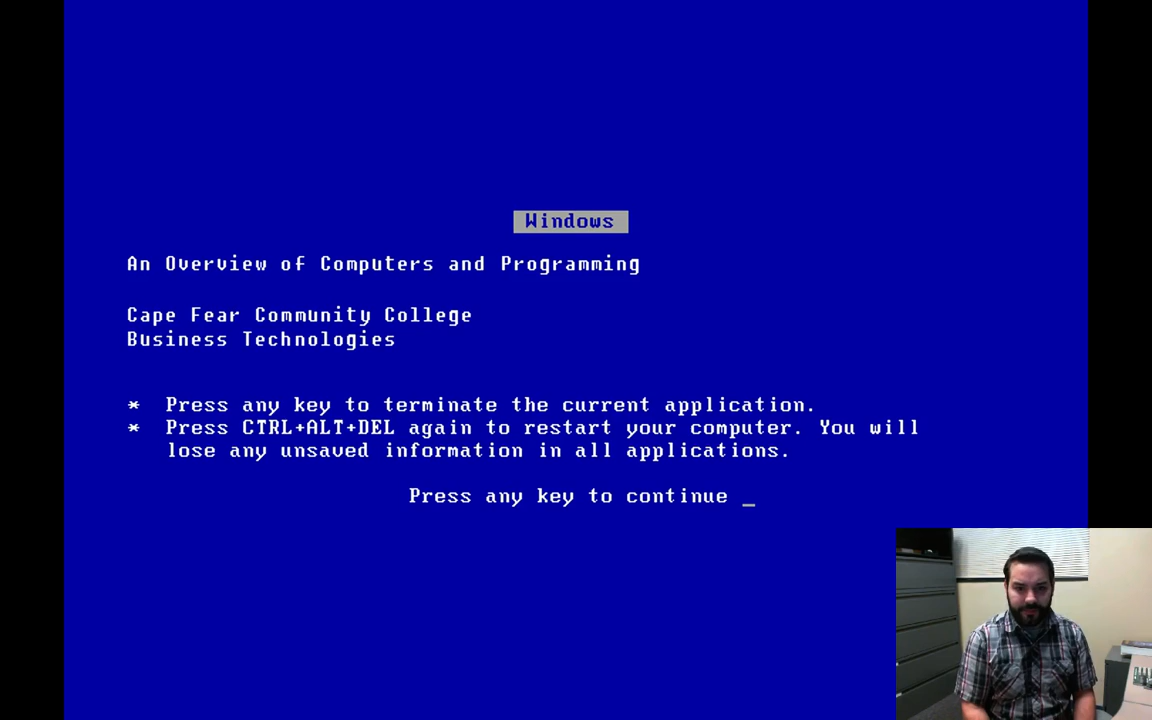 Windows
An Overview of Computers and Programming
Cape Fear Community College
Business Technologies
* Press any key to terminate the current application.
* Press CTRL+ALT+DEL again to restart your computer. You will
lose any unsaved information in all applications.
Press any key to continue _